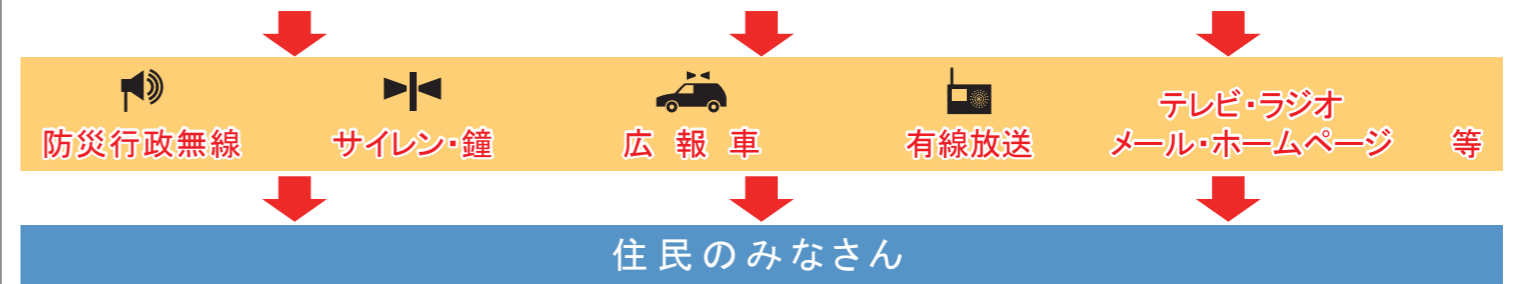 防災行政無線
サイレン・鐘
広報車
有線放送
テレビ・ラジオ
メール・ホームページ
等
住民のみなさん